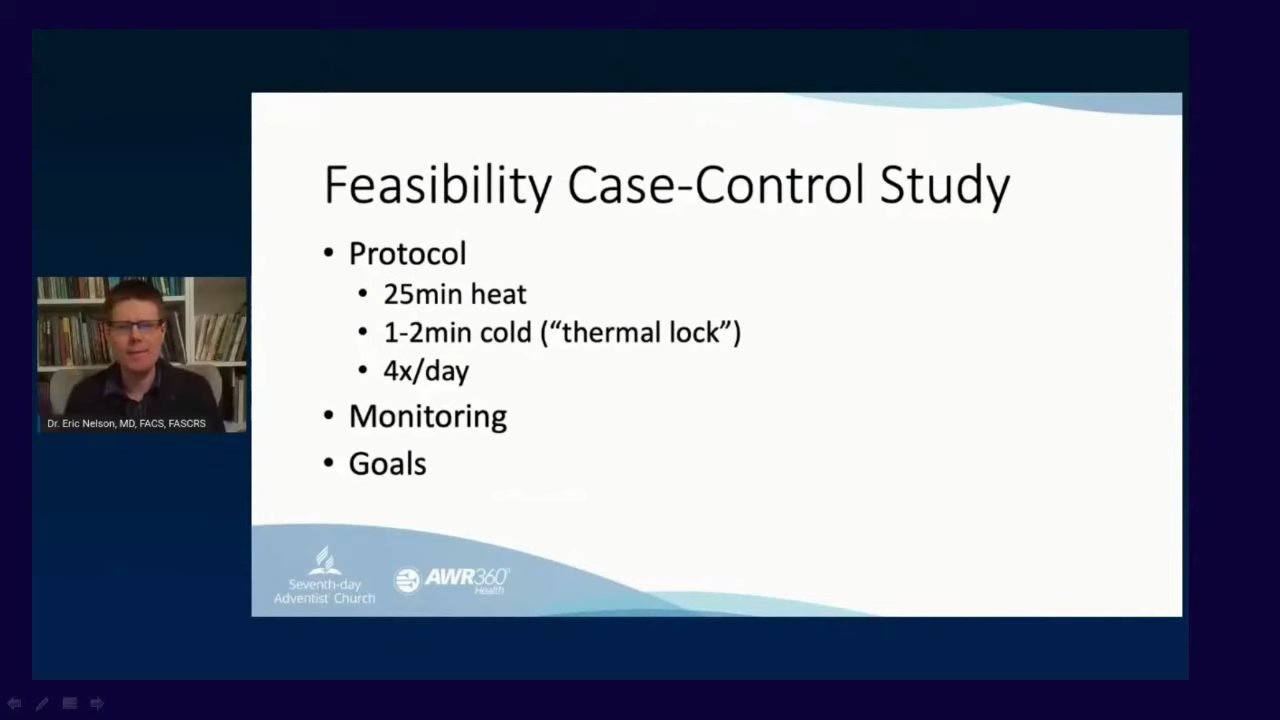 Feasibility Case-Control Study
• Protocol
• 25min heat
• 1-2min cold (“thermal lock”)
• 4x/day
• Monitoring
• Goals
Dr. Eric Nelson, MD, FACS, FASCRS
Seventh-day
Adventist Church
AWR360°
Health